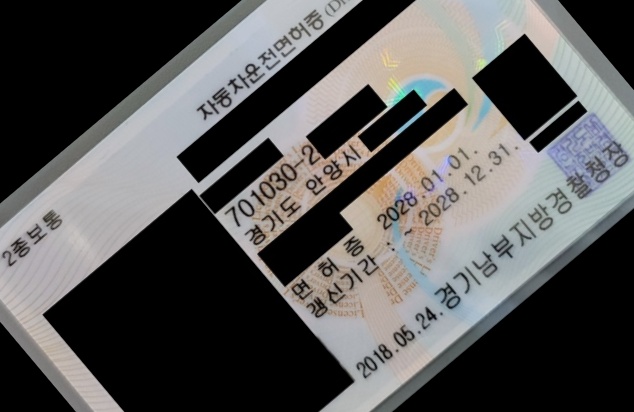 자동차운전면허증 (Dri
2종보통
701030-2
경기도 안양시
면 허 증 2028.01.01.
갱신기간 : ~ 2028.12.31.
2018.05.24. 경기남부지방경찰청장